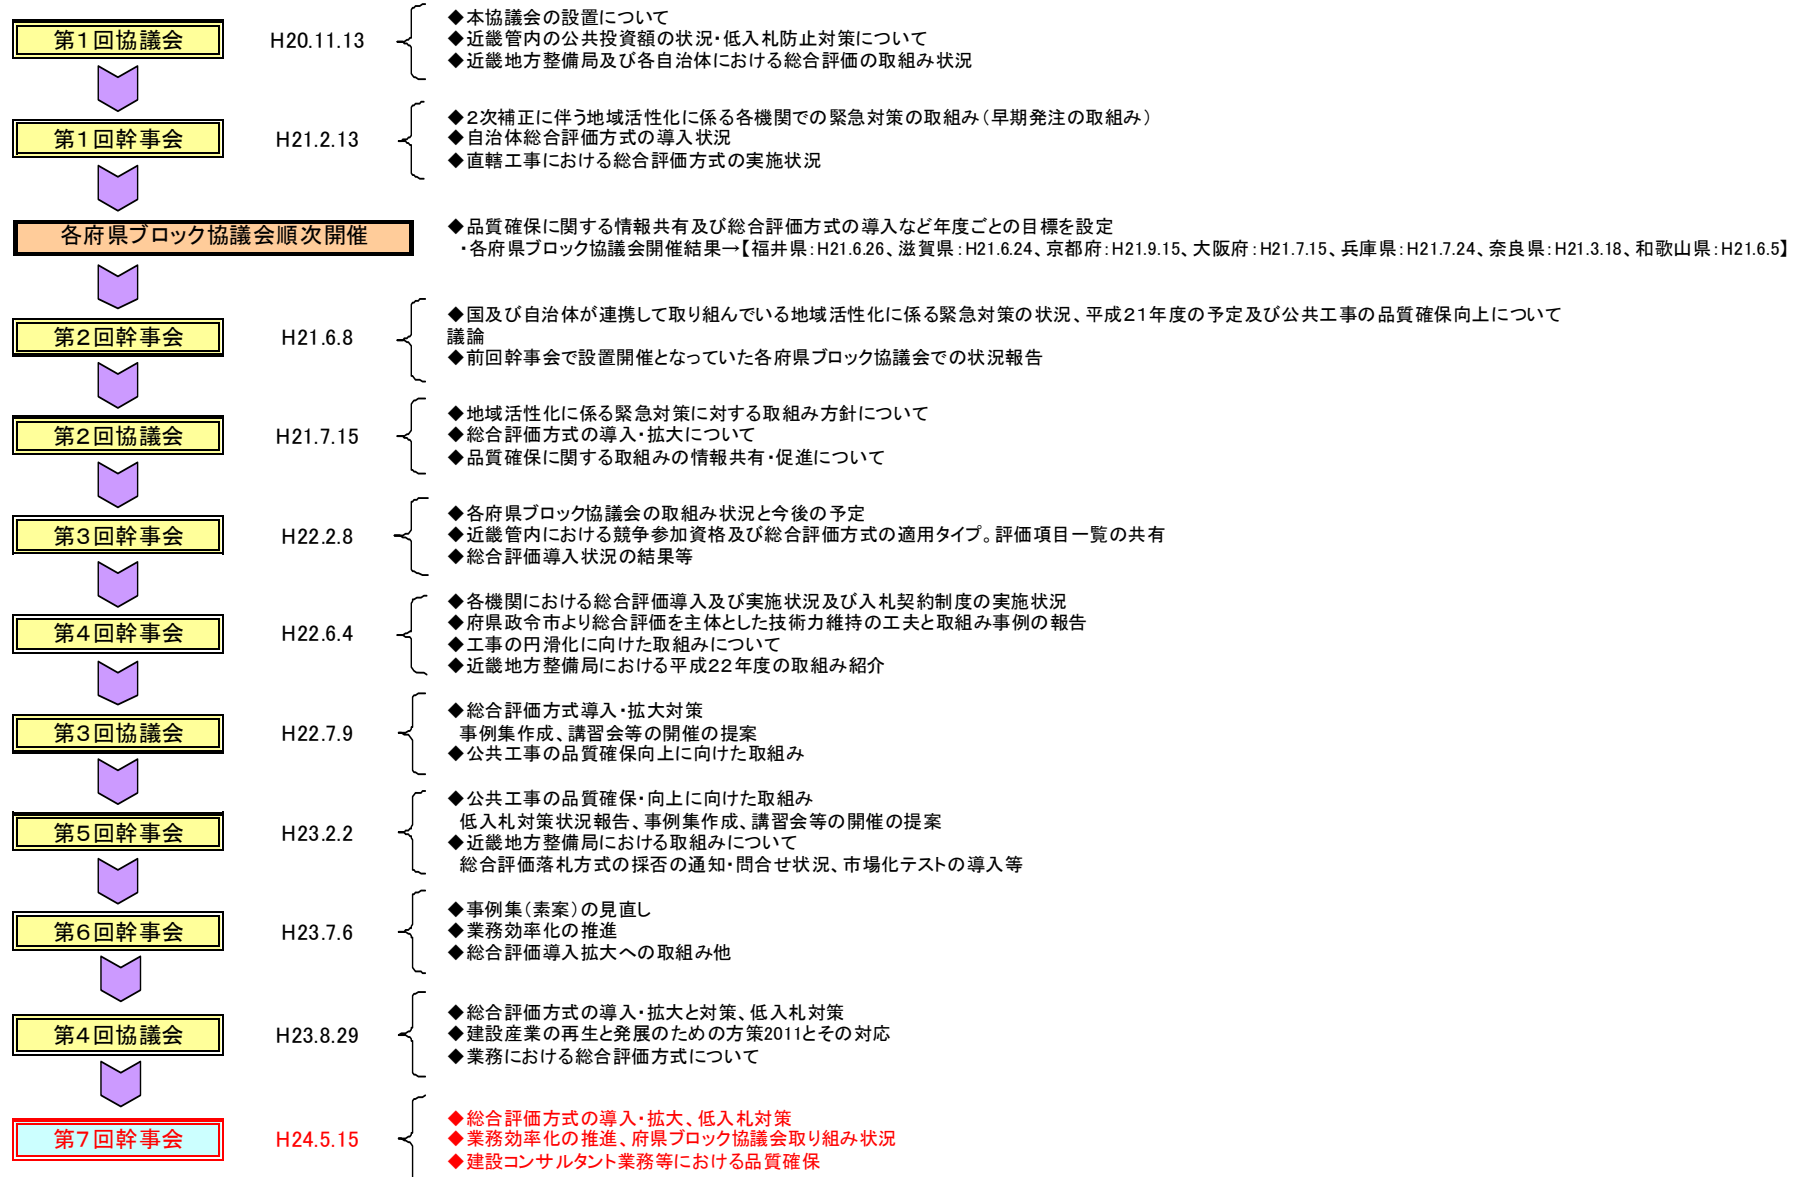 第1回協議会
H20.11.13
◆本協議会の設置について
◆近畿管内の公共投資額の状況・低入札防止対策について
◆近畿地方整備局及び各自治体における総合評価の取組み状況
第1回幹事会
H21.2.13
◆2次補正に伴う地域活性化に係る各機関での緊急対策の取組み（早期発注の取組み）
◆自治体総合評価方式の導入状況
◆直轄工事における総合評価方式の実施状況
各府県ブロック協議会順次開催
◆品質確保に関する情報共有及び総合評価方式の導入など年度ごとの目標を設定
・各府県ブロック協議会開催結果→【福井県：H21.6.26、滋賀県：H21.6.24、京都府：H21.9.15、大阪府：H21.7.15、兵庫県：H21.7.24、奈良県：H21.3.18、和歌山県：H21.6.5】
第2回幹事会
H21.6.8
◆国及び自治体が連携して取り組んでいる地域活性化に係る緊急対策の状況、平成21年度の予定及び公共工事の品質確保向上について
議論
◆前回幹事会で設置開催となっていた各府県ブロック協議会での状況報告
第2回協議会
H21.7.15
◆地域活性化に係る緊急対策に対する取組み方針について
◆総合評価方式の導入・拡大について
◆品質確保に関する取組みの情報共有・促進について
第3回幹事会
H22.2.8
◆各府県ブロック協議会の取組み状況と今後の予定
◆近畿管内における競争参加資格及び総合評価方式の適用タイプ。評価項目一覧の共有
◆総合評価導入状況の結果等
第4回幹事会
H22.6.4
◆各機関における総合評価導入及び実施状況及び入札契約制度の実施状況
◆府県政令市より総合評価を主体とした技術力維持の工夫と取組み事例の報告
◆工事の円滑化に向けた取組みについて
◆近畿地方整備局における平成22年度の取組み紹介
第3回協議会
H22.7.9
◆総合評価方式導入・拡大対策
事例集作成、講習会等の開催の提案
◆公共工事の品質確保向上に向けた取組み
第5回幹事会
H23.2.2
◆公共工事の品質確保・向上に向けた取組み
低入札対策状況報告、事例集作成、講習会等の開催の提案
◆近畿地方整備局における取組みについて
総合評価落札方式の採否の通知・問合せ状況、市場化テストの導入等
第6回幹事会
H23.7.6
◆事例集（素案）の見直し
◆業務効率化の推進
◆総合評価導入拡大への取組み他
第4回協議会
H23.8.29
◆総合評価方式の導入・拡大と対策、低入札対策
◆建設産業の再生と発展のための方策2011とその対応
◆業務における総合評価方式について
第7回幹事会
H24.5.15
◆総合評価方式の導入・拡大、低入札対策
◆業務効率化の推進、府県ブロック協議会取り組み状況
◆建設コンサルタント業務等における品質確保